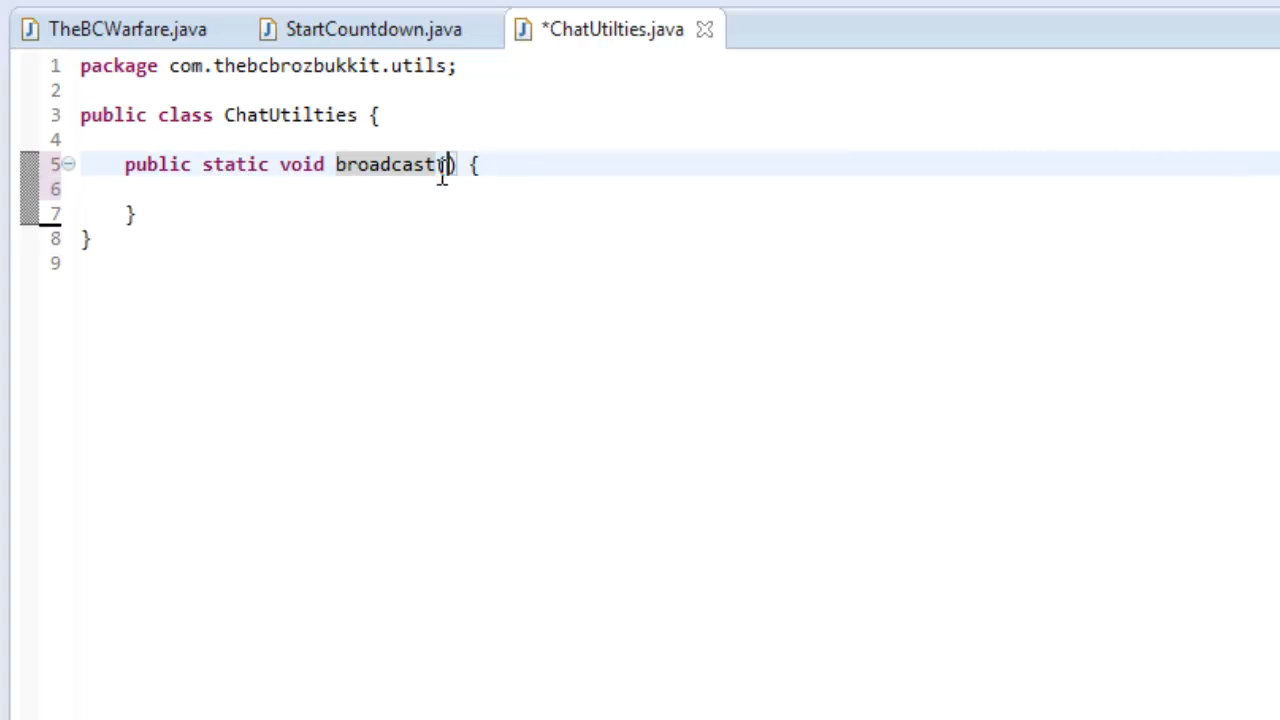 TheBCWarfare.java StartCountdown.java *ChatUtilties.java
1 package com.thebcbrozbukkit.utils;
2
3 public class ChatUtilties {
4
5 public static void broadcast() {
6
7 }
8 }
9